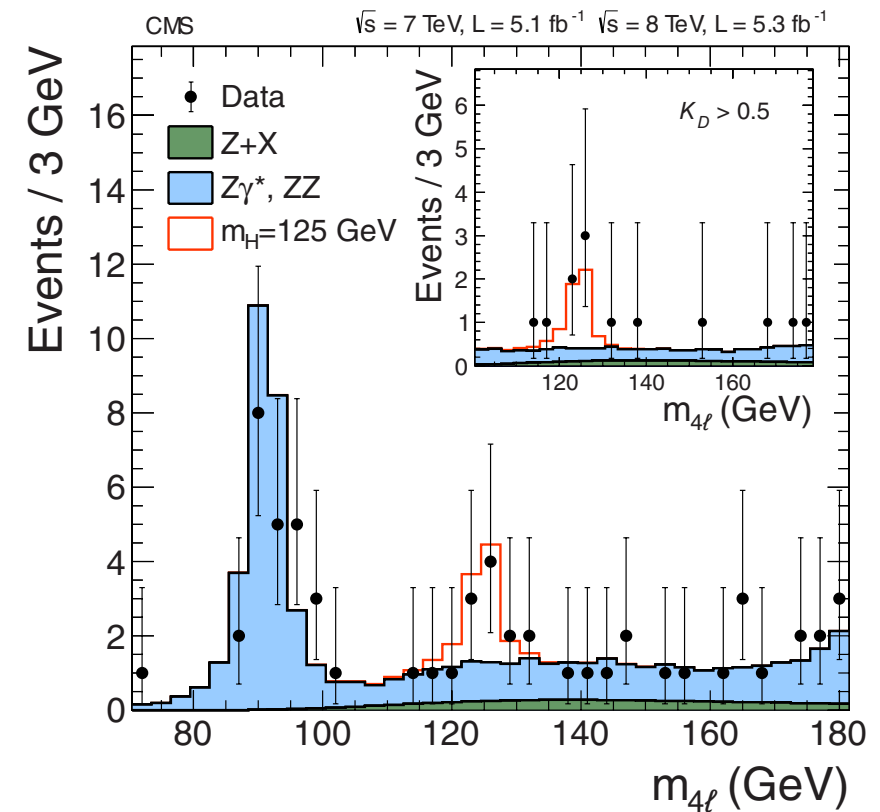 CMS √s = 7 TeV, L = 5.1 fb⁻¹ √s = 8 TeV, L = 5.3 fb⁻¹
Events / 3 GeV
16
14
12
10
8
6
4
2
0
Data
Z+X
Zγ*, ZZ
m_H=125 GeV
Events / 3 GeV
6
5
4
3
2
1
0
K_D > 0.5
120 140 160
m_4ℓ (GeV)
80 100 120 140 160 180
m_4ℓ (GeV)